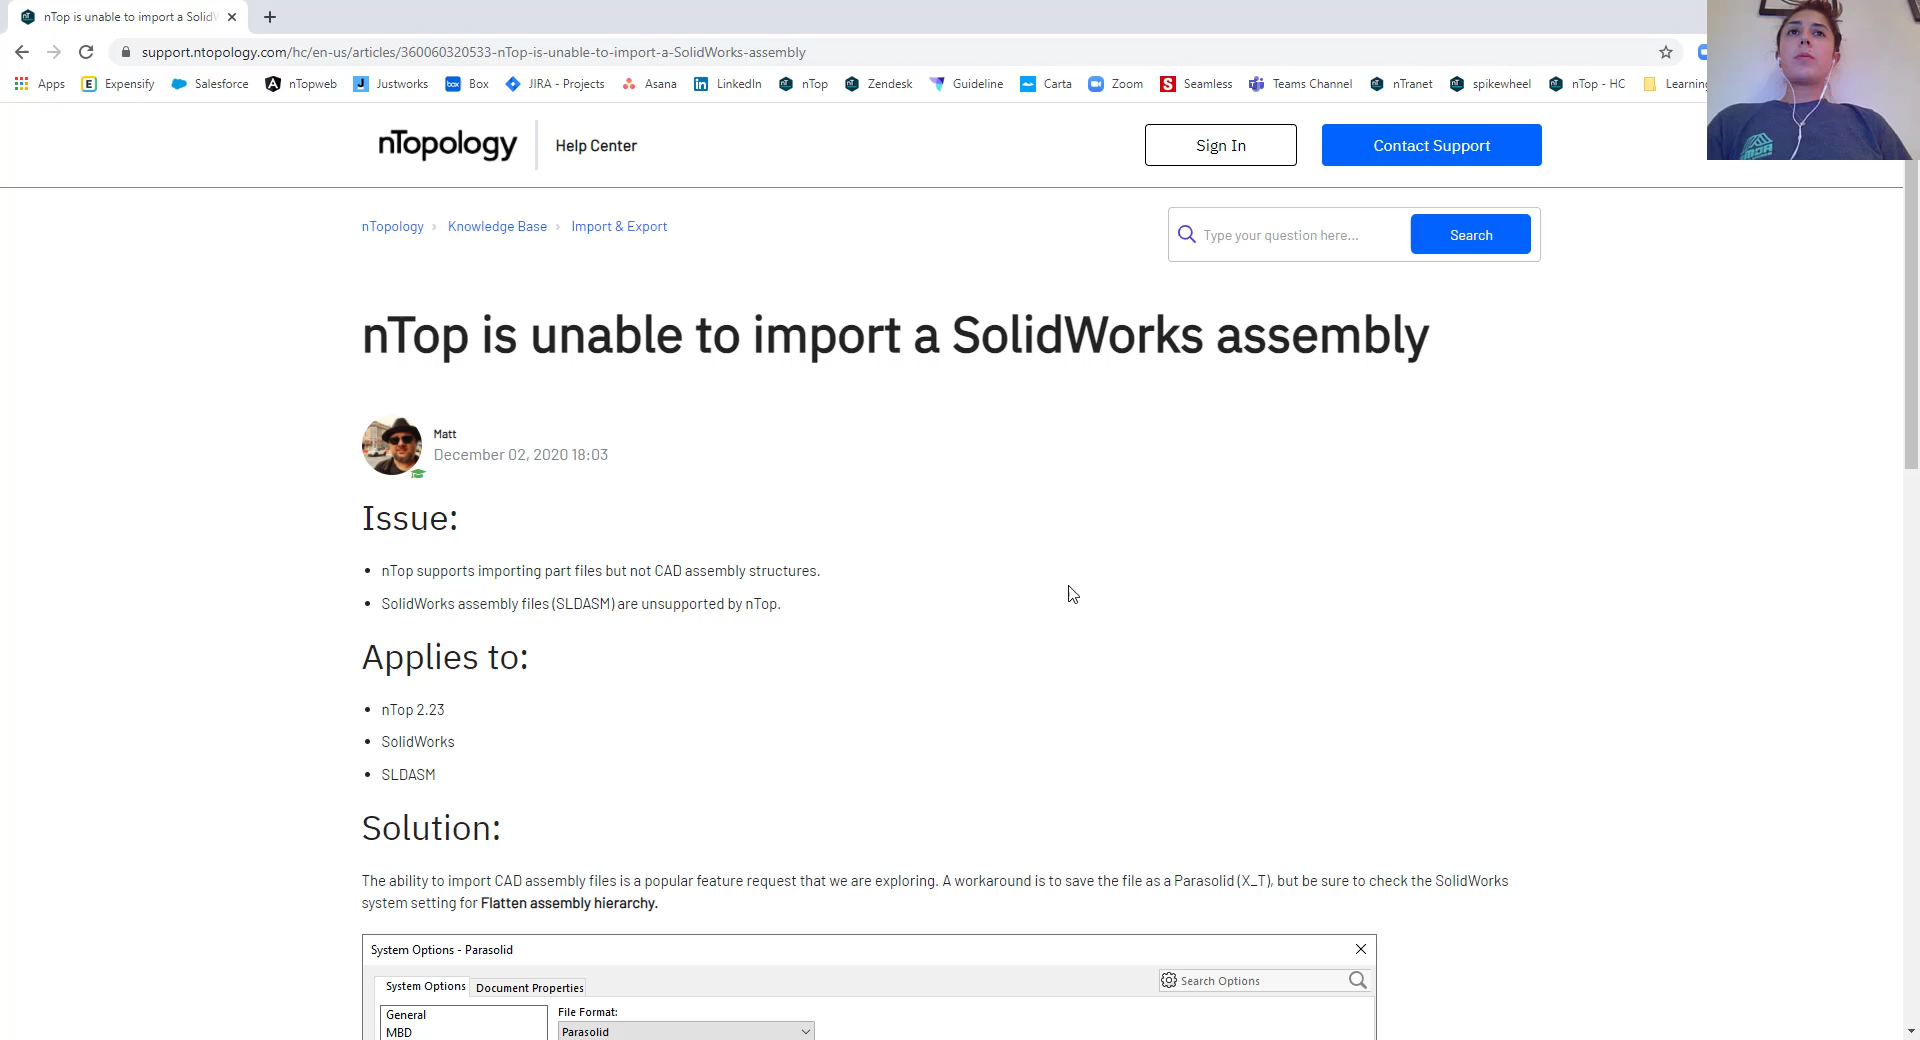 nTop is unable to import a SolidW
support.ntopology.com/hc/en-us/articles/360060320533-nTop-is-unable-to-import-a-SolidWorks-assembly
Apps Expensify Salesforce nTopweb Justworks Box JIRA - Projects Asana LinkedIn nTop Zendesk Guideline Carta Zoom Seamless Teams Channel nTranet spikewheel nTop - HC Learning
nTopology Help Center Sign In Contact Support
nTopology › Knowledge Base › Import & Export
Type your question here... Search
nTop is unable to import a SolidWorks assembly
Matt
December 02, 2020 18:03
Issue:
• nTop supports importing part files but not CAD assembly structures.
• SolidWorks assembly files (SLDASM) are unsupported by nTop.
Applies to:
• nTop 2.23
• SolidWorks
• SLDASM
Solution:
The ability to import CAD assembly files is a popular feature request that we are exploring. A workaround is to save the file as a Parasolid (X_T), but be sure to check the SolidWorks
system setting for Flatten assembly hierarchy.
System Options - Parasolid
System Options Document Properties Search Options
General File Format:
MBD Parasolid